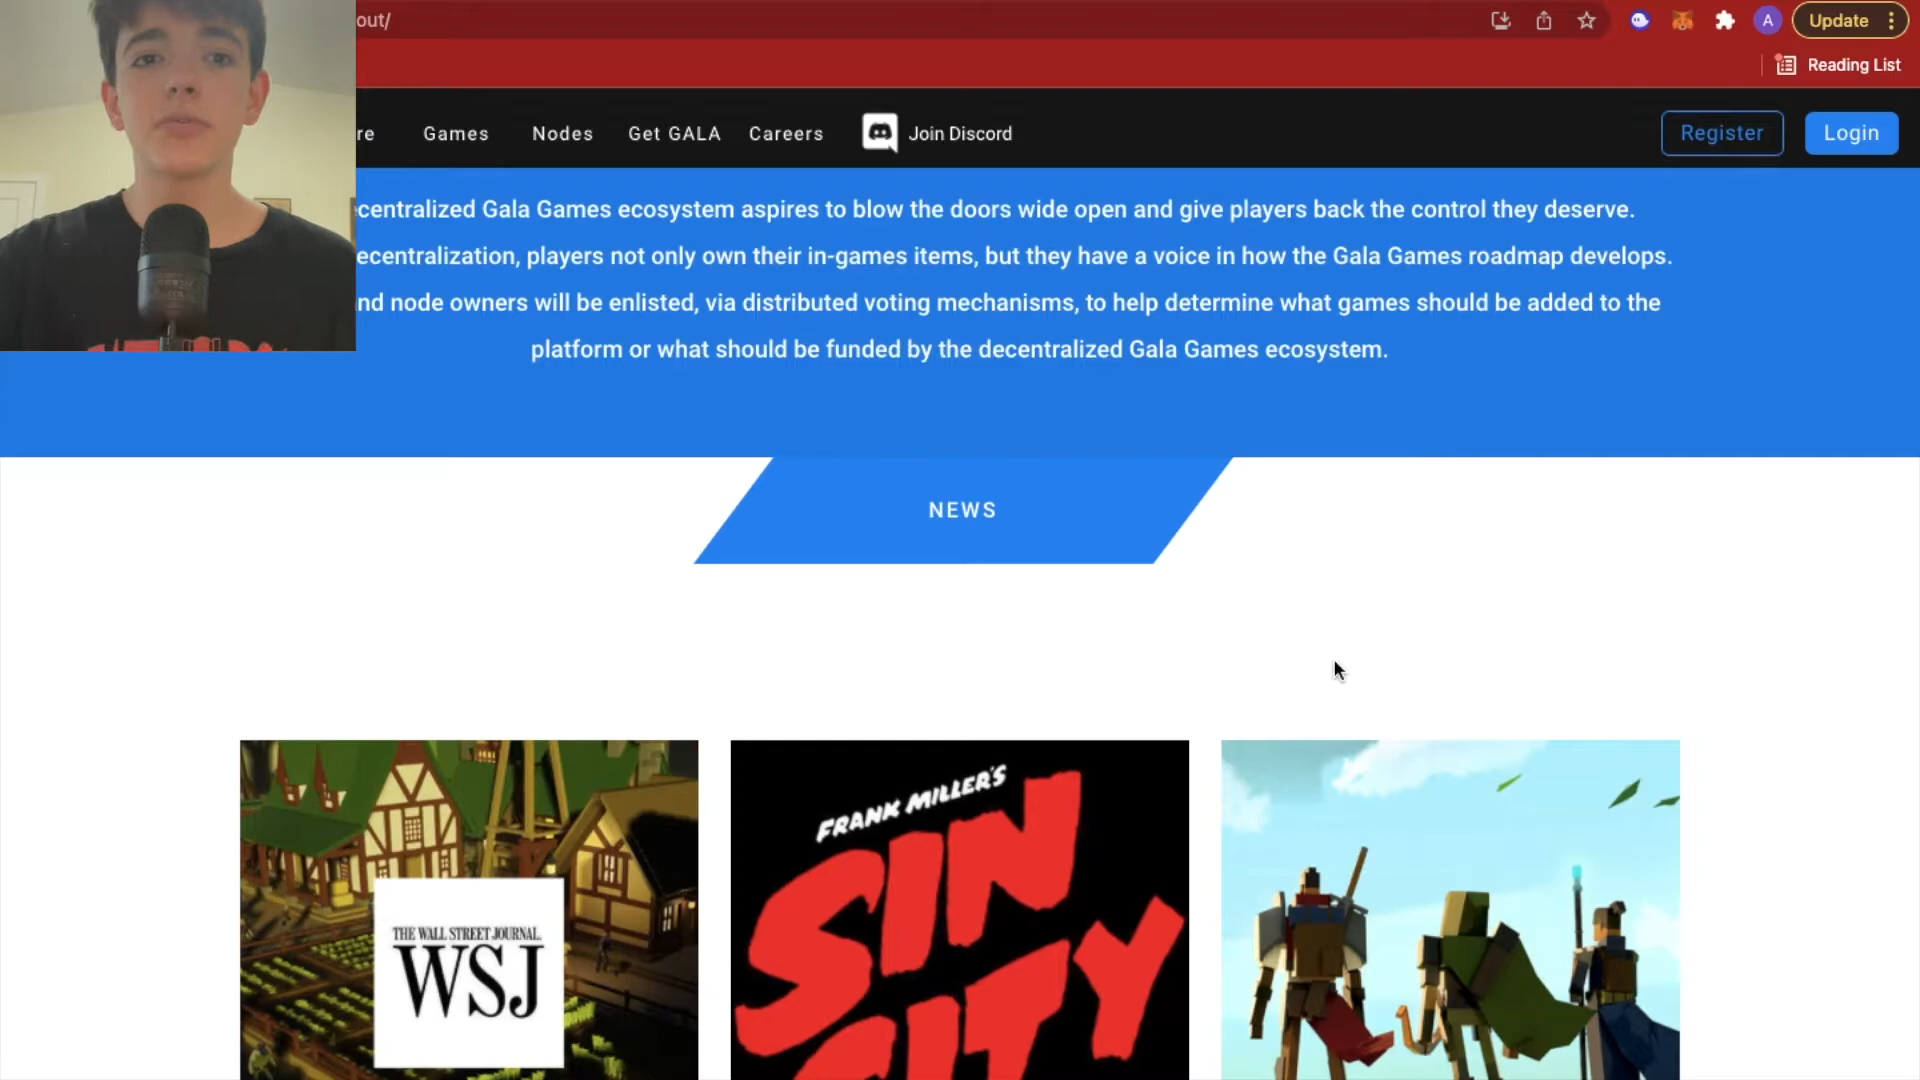 out/
A
Update
Reading List
re
Games
Nodes
Get GALA
Careers
Join Discord
Register
Login
centralized Gala Games ecosystem aspires to blow the doors wide open and give players back the control they deserve.
ecentralization, players not only own their in-games items, but they have a voice in how the Gala Games roadmap develops.
nd node owners will be enlisted, via distributed voting mechanisms, to help determine what games should be added to the
platform or what should be funded by the decentralized Gala Games ecosystem.
NEWS
THE WALL STREET JOURNAL.
WSJ
FRANK MILLER'S
SIN
CITY